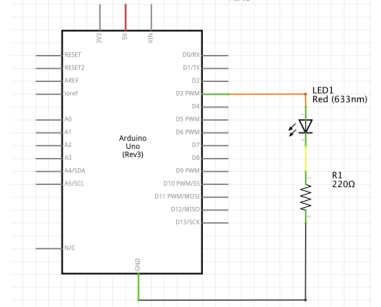 3V3
5V
VIN
RESET
RESET2
AREF
ioref
A0
A1
A2
A3
A4/SDA
A5/SCL
N/C
Arduino
Uno
(Rev3)
D0/RX
D1/TX
D2
D3 PWM
D4
D5 PWM
D6 PWM
D7
D8
D9 PWM
D10 PWM/SS
D11 PWM/MOSI
D12/MISO
D13/SCK
GND
LED1
Red (633nm)
R1
220Ω